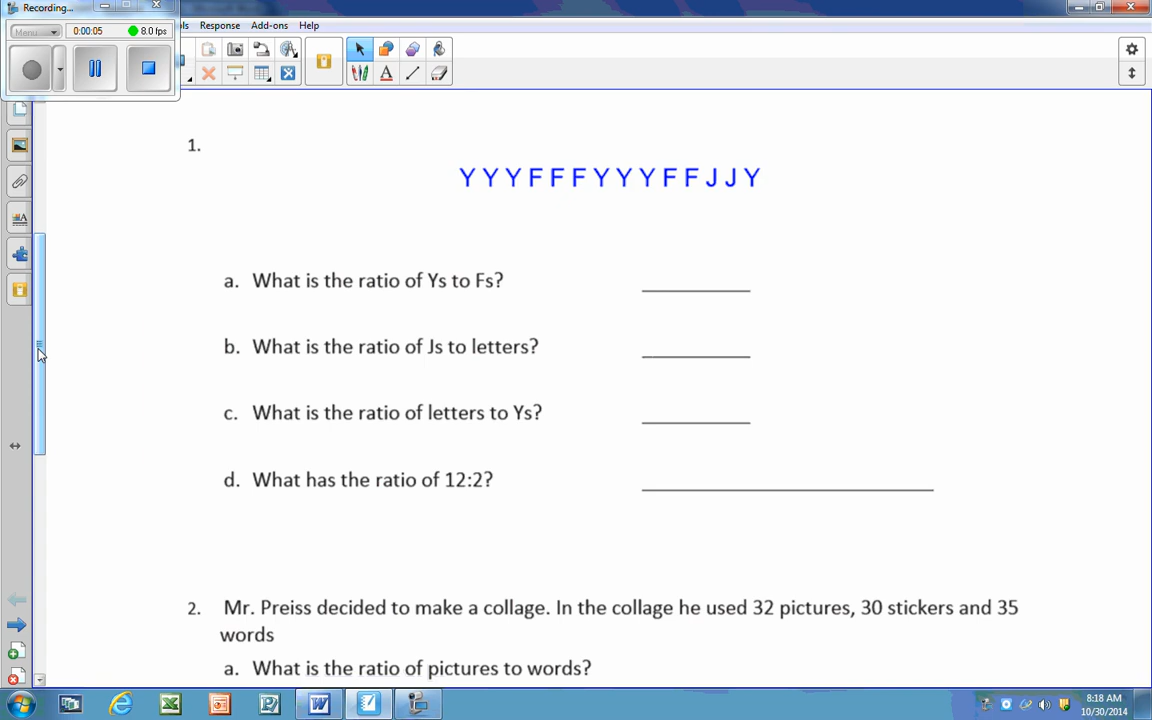 Recording...
Menu
0:00:05
8.0 fps
Response
Add-ons
Help
1.
Y Y Y F F F Y Y Y F F J J Y
a. What is the ratio of Ys to Fs?
b. What is the ratio of Js to letters?
c. What is the ratio of letters to Ys?
d. What has the ratio of 12:2?
2. Mr. Preiss decided to make a collage. In the collage he used 32 pictures, 30 stickers and 35
words
a. What is the ratio of pictures to words?
8:18 AM
10/30/2014